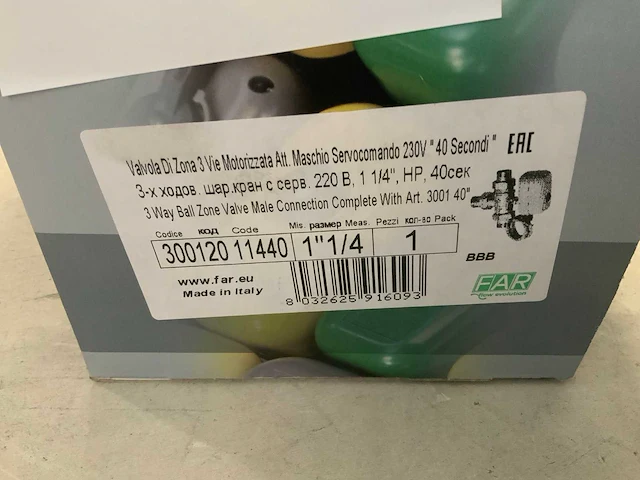 Valvola Di Zona 3 Vie Motorizzata Att. Maschio Servocomando 230V "40 Secondi"
EAC
3-х ходов. шар.кран с серв. 220 В, 1 1/4", НР, 40сек
3 Way Ball Zone Valve Male Connection Complete With Art. 3001 40"
Codice код Code Mis. размер Meas. Pezzi кол-во Pack
300120 11440 1"1/4 1
BBB
www.far.eu
Made in Italy
8 032625 916093
FAR
flow evolution